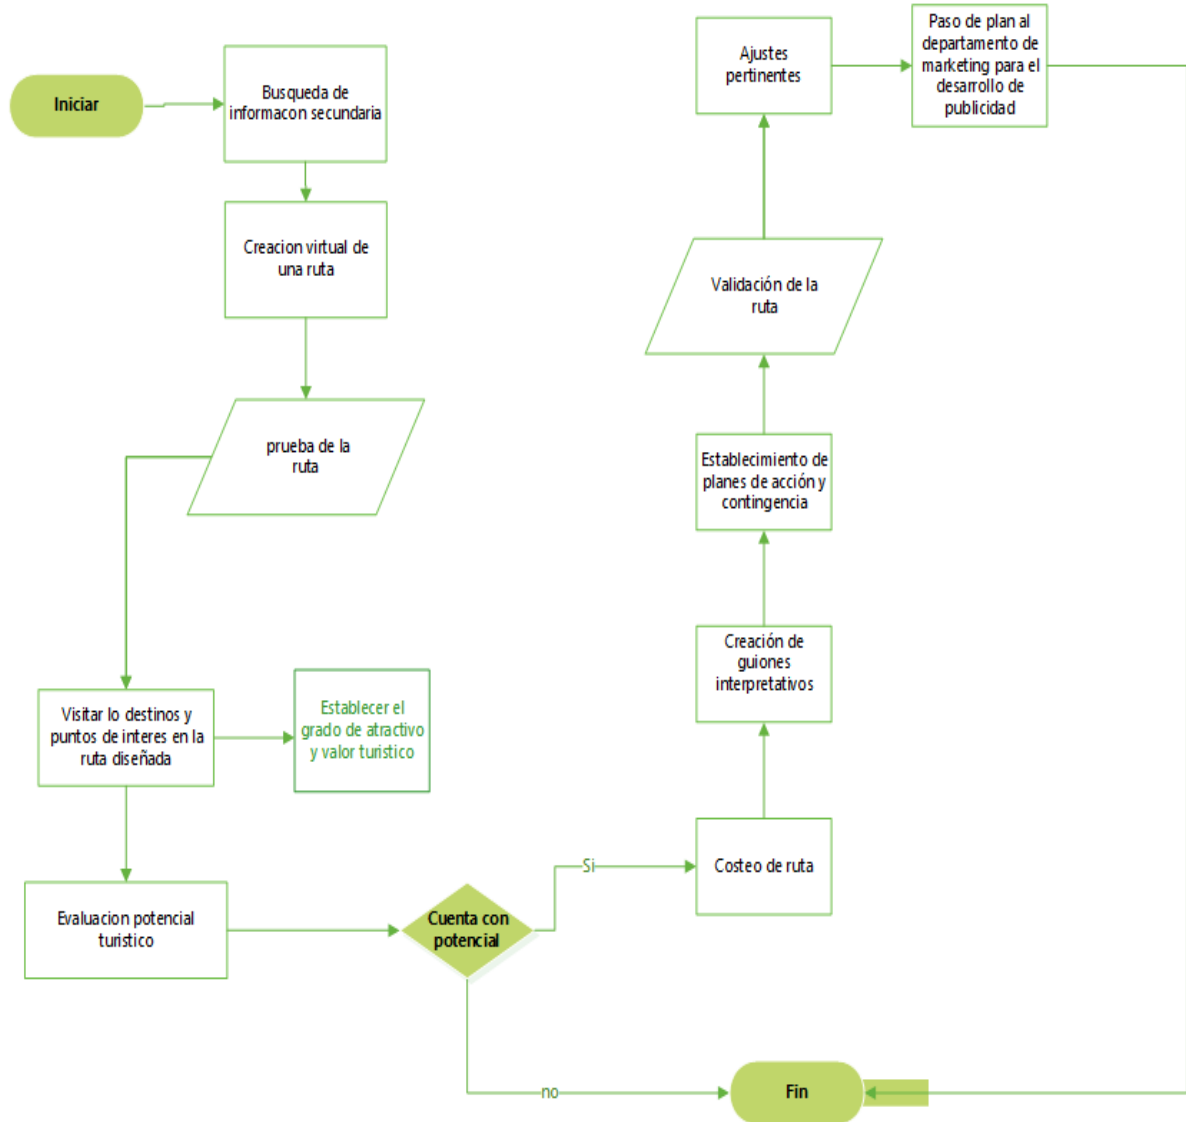 Iniciar
Búsqueda de
informacon secundaria
Creacion virtual de
una ruta
prueba de la
ruta
Visitar lo destinos y
puntos de interes en la
ruta diseñada
Establecer el
grado de atractivo
y valor turistico
Evaluacion potencial
turistico
Cuenta con
potencial
Si
no
Costeo de ruta
Creación de
guiones
interpretativos
Establecimiento de
planes de acción y
contingencia
Validación de la
ruta
Ajustes
pertinentes
Paso de plan al
departamento de
marketing para el
desarrollo de
publicidad
Fin